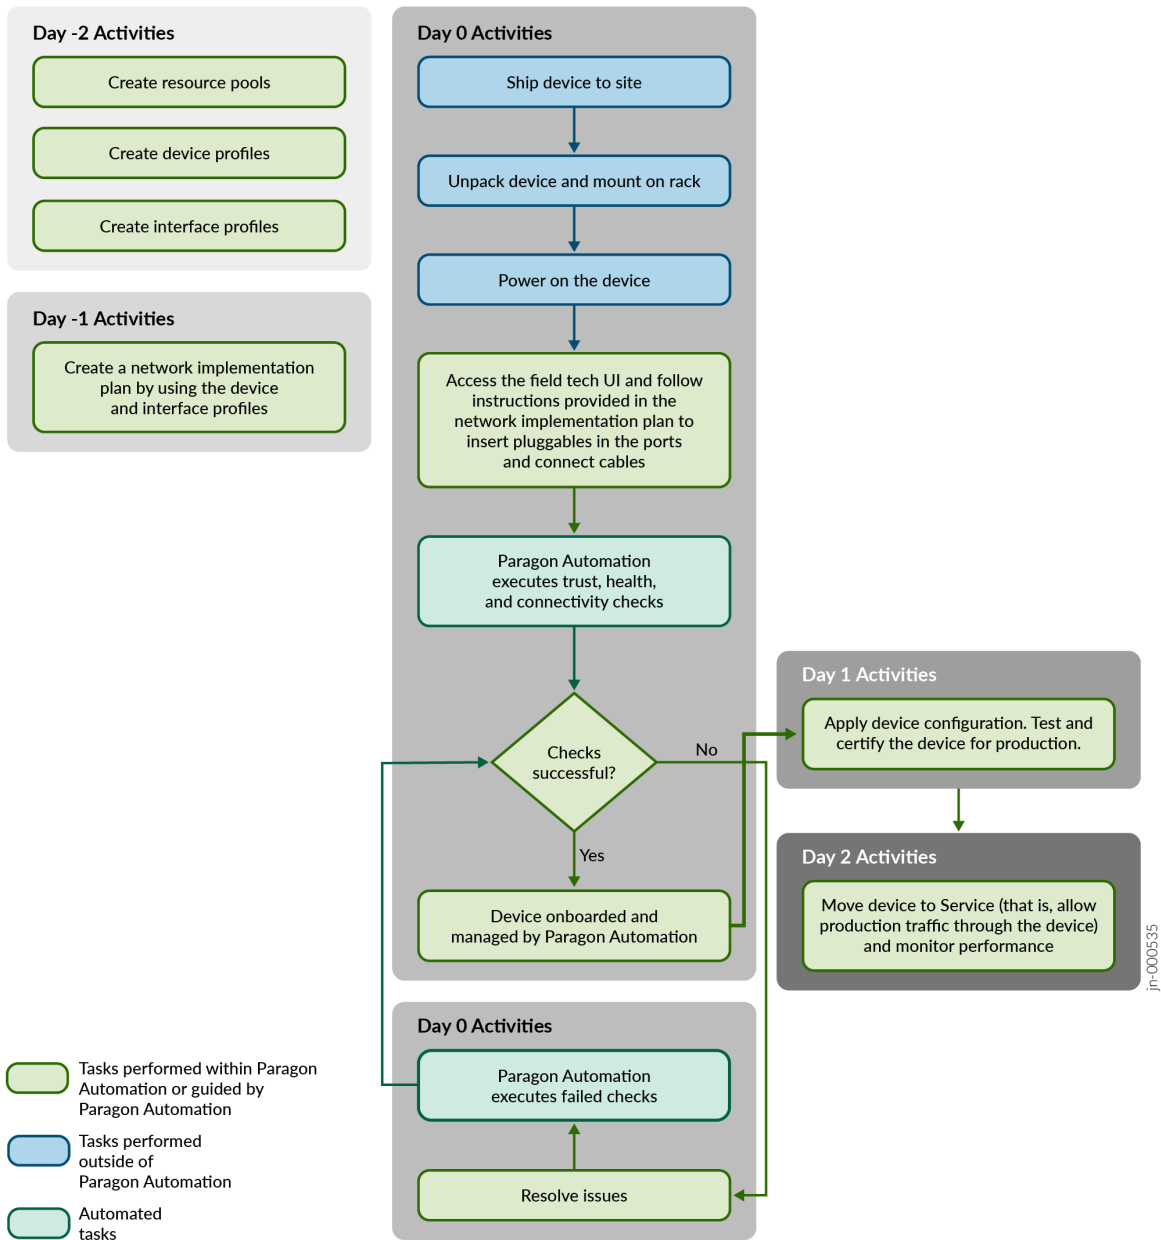 Day -2 Activities
Create resource pools
Create device profiles
Create interface profiles
Day -1 Activities
Create a network implementation
plan by using the device
and interface profiles
Day 0 Activities
Ship device to site
Unpack device and mount on rack
Power on the device
Access the field tech UI and follow
instructions provided in the
network implementation plan to
insert pluggables in the ports
and connect cables
Paragon Automation
executes trust, health,
and connectivity checks
Checks
successful?
No
Yes
Device onboarded and
managed by Paragon Automation
Day 1 Activities
Apply device configuration. Test and
certify the device for production.
Day 2 Activities
Move device to Service (that is, allow
production traffic through the device)
and monitor performance
Day 0 Activities
Paragon Automation
executes failed checks
Resolve issues
Tasks performed within Paragon
Automation or guided by
Paragon Automation
Tasks performed
outside of
Paragon Automation
Automated
tasks
jn-000535